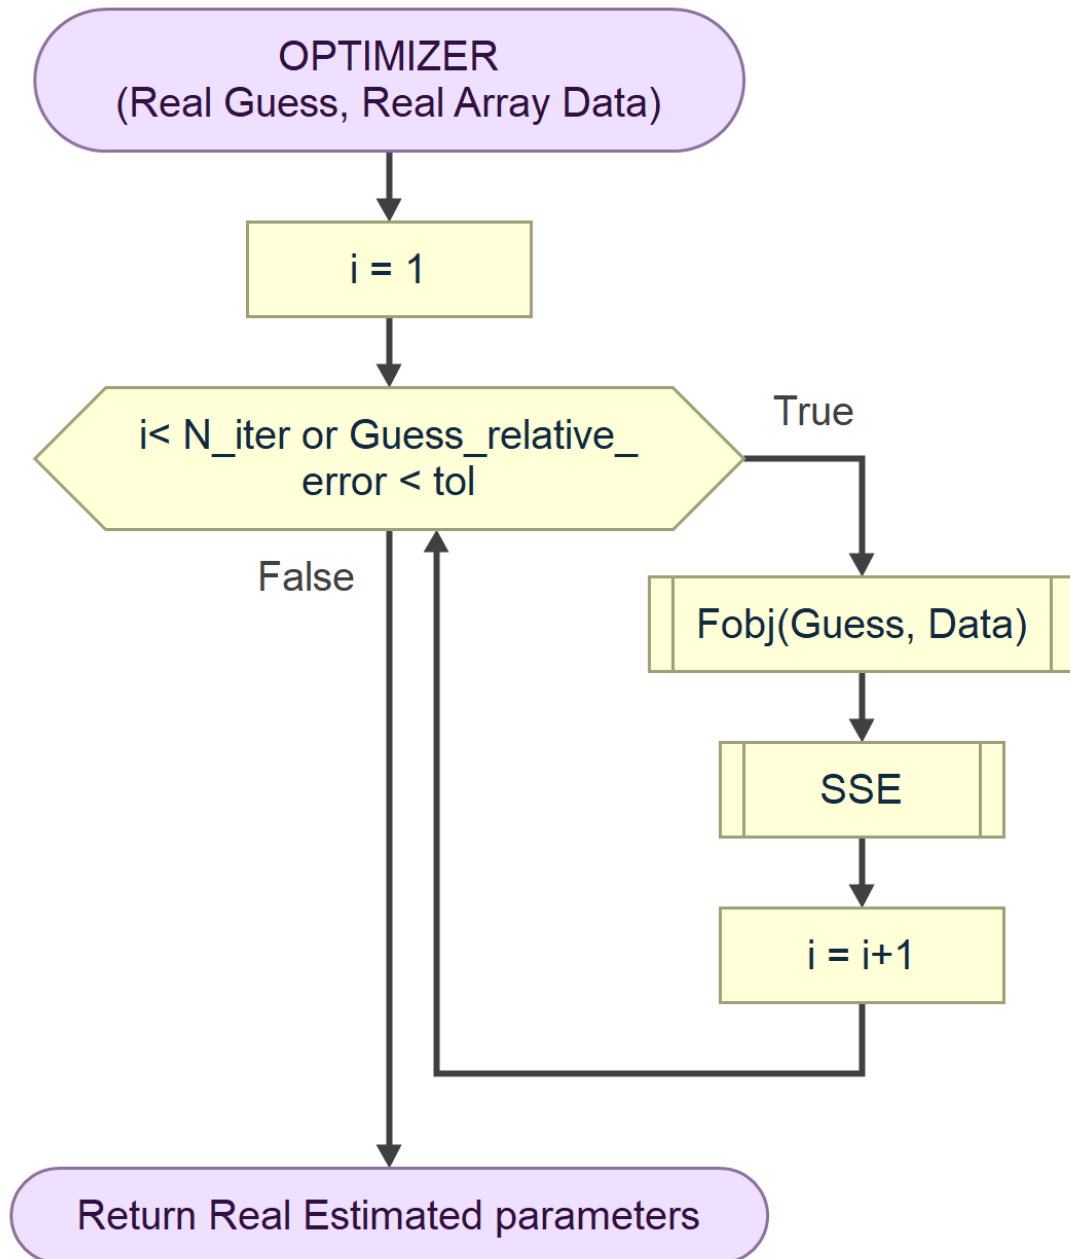 OPTIMIZER
(Real Guess, Real Array Data)
i = 1
i< N_iter or Guess_relative_
error < tol
True
False
Fobj(Guess, Data)
SSE
i = i+1
Return Real Estimated parameters